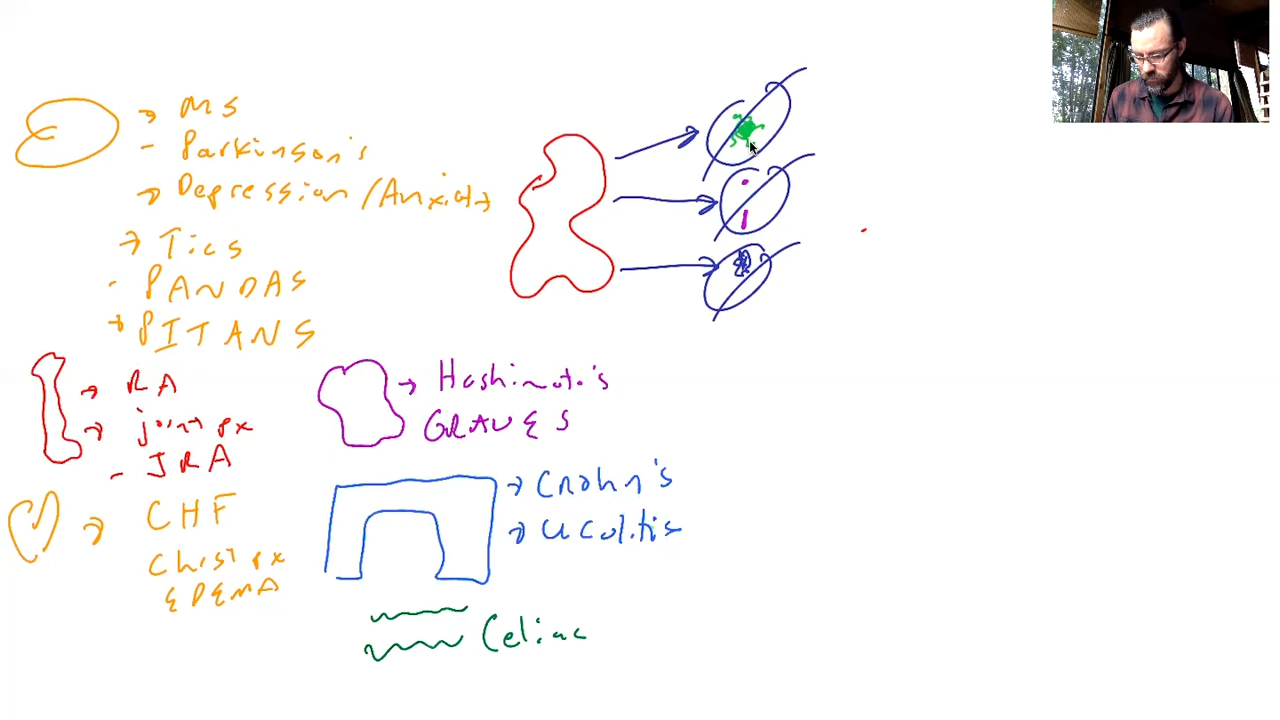 MS
Parkinson's
Depression/Anxiety
Tics
PANDAS
PITANS
RA
joint px
JRA
CHF
Chest px
EDEMA
Hashimoto's
GRAVES
Crohn's
U Colitis
Celiac